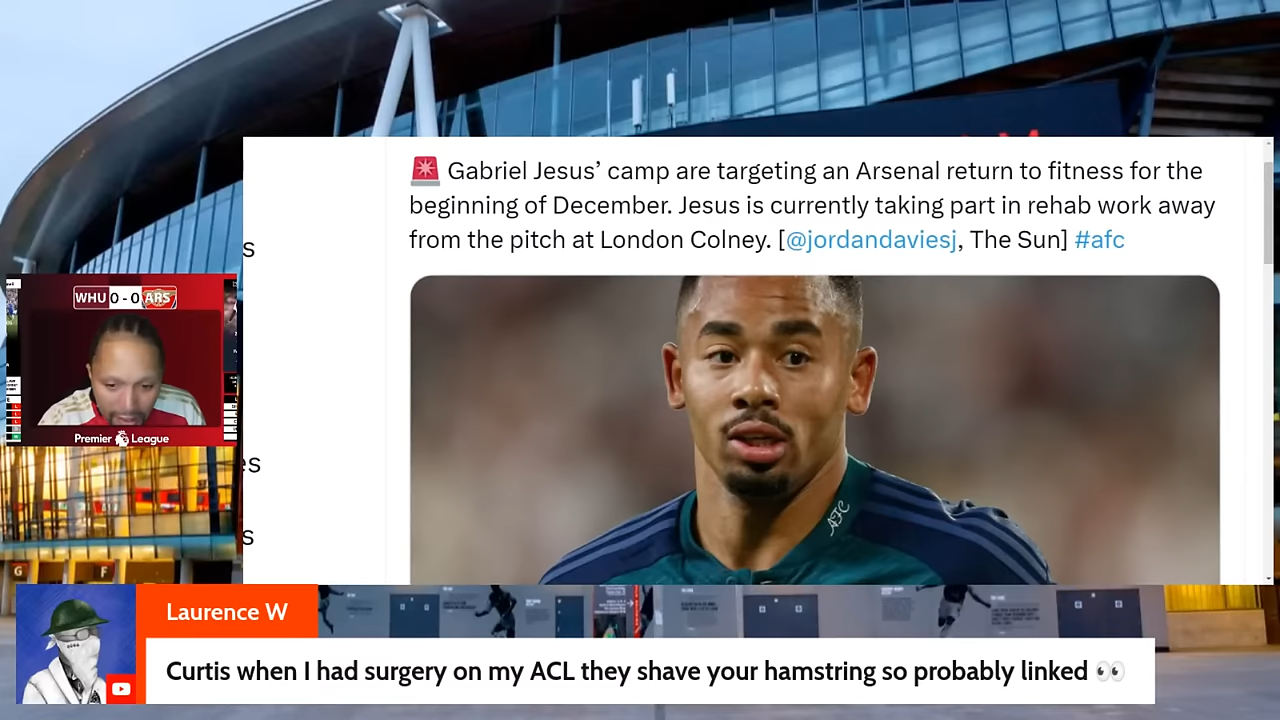 🚨 Gabriel Jesus’ camp are targeting an Arsenal return to fitness for the
beginning of December. Jesus is currently taking part in rehab work away
from the pitch at London Colney. [@jordandaviesj, The Sun] #afc
s
WHU 0 - 0 ARS
Premier League
es
s
AFC
G
F
Laurence W
Curtis when I had surgery on my ACL they shave your hamstring so probably linked 👀